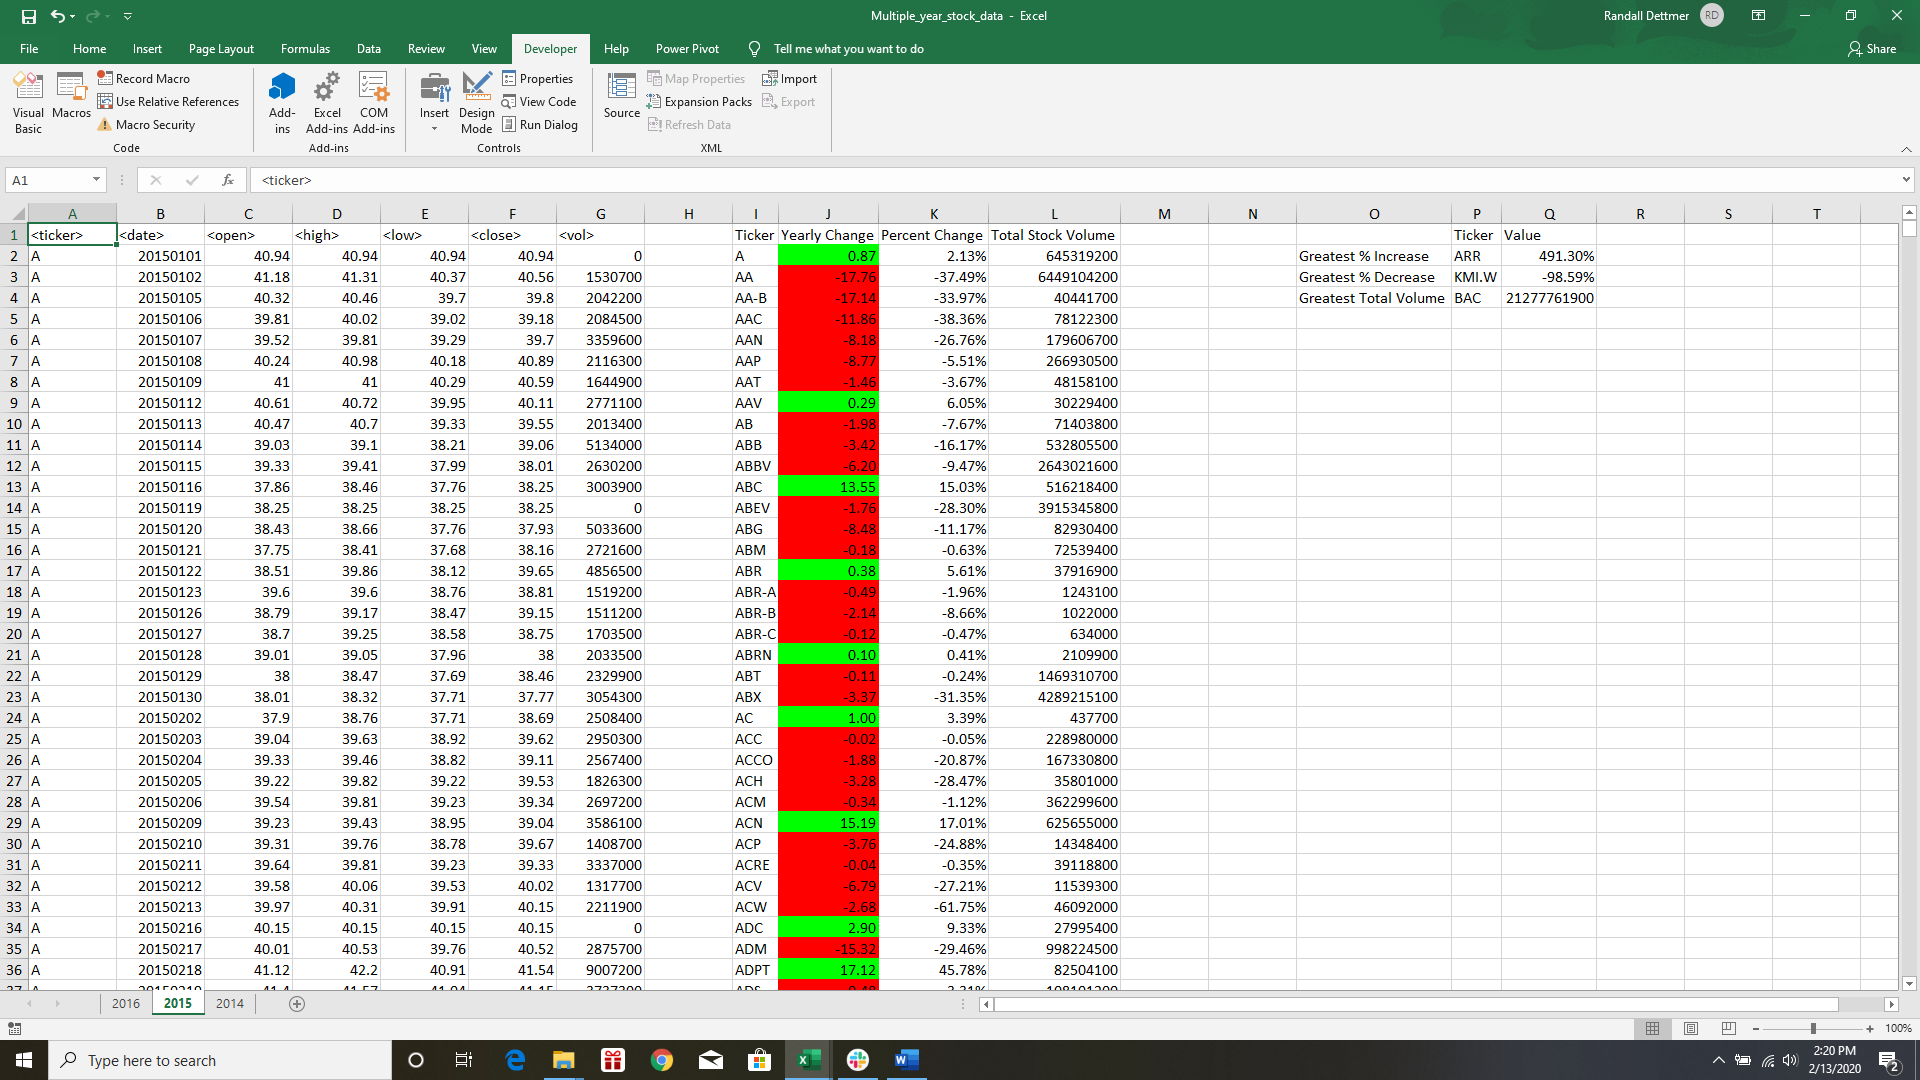 Multiple_year_stock_data - Excel
Randall Dettmer RD
File Home Insert Page Layout Formulas Data Review View Developer Help Power Pivot Tell me what you want to do Share
Visual Basic
Macros
Record Macro
Use Relative References
Macro Security
Code
Add-ins
Excel Add-ins
COM Add-ins
Add-ins
Insert
Design Mode
Properties
View Code
Run Dialog
Controls
Source
Map Properties
Expansion Packs
Refresh Data
Import
Export
XML
A1 fx <ticker>
A B C D E F G H I J K L M N O P Q R S T
1 <ticker> <date> <open> <high> <low> <close> <vol> Ticker Yearly Change Percent Change Total Stock Volume Ticker Value
2 A 20150101 40.94 40.94 40.94 40.94 0 A 0.87 2.13% 645319200 Greatest % Increase ARR 491.30%
3 A 20150102 41.18 41.31 40.37 40.56 1530700 AA -17.76 -37.49% 6449104200 Greatest % Decrease KMI.W -98.59%
4 A 20150105 40.32 40.46 39.7 39.8 2042200 AA-B -17.14 -33.97% 40441700 Greatest Total Volume BAC 21277761900
5 A 20150106 39.81 40.02 39.02 39.18 2084500 AAC -11.86 -38.36% 78122300
6 A 20150107 39.52 39.81 39.29 39.7 3359600 AAN -8.18 -26.76% 179606700
7 A 20150108 40.24 40.98 40.18 40.89 2116300 AAP -8.77 -5.51% 266930500
8 A 20150109 41 41 40.29 40.59 1644900 AAT -1.46 -3.67% 48158100
9 A 20150112 40.61 40.72 39.95 40.11 2771100 AAV 0.29 6.05% 30229400
10 A 20150113 40.47 40.7 39.33 39.55 2013400 AB -1.98 -7.67% 71403800
11 A 20150114 39.03 39.1 38.21 39.06 5134000 ABB -3.42 -16.17% 532805500
12 A 20150115 39.33 39.41 37.99 38.01 2630200 ABBV -6.20 -9.47% 2643021600
13 A 20150116 37.86 38.46 37.76 38.25 3003900 ABC 13.55 15.03% 516218400
14 A 20150119 38.25 38.25 38.25 38.25 0 ABEV -1.76 -28.30% 3915345800
15 A 20150120 38.43 38.66 37.76 37.93 5033600 ABG -8.48 -11.17% 82930400
16 A 20150121 37.75 38.41 37.68 38.16 2721600 ABM -0.18 -0.63% 72539400
17 A 20150122 38.51 39.86 38.12 39.65 4856500 ABR 0.38 5.61% 37916900
18 A 20150123 39.6 39.6 38.76 38.81 1519200 ABR-A -0.49 -1.96% 1243100
19 A 20150126 38.79 39.17 38.47 39.15 1511200 ABR-B -2.14 -8.66% 1022000
20 A 20150127 38.7 39.25 38.58 38.75 1703500 ABR-C -0.12 -0.47% 634000
21 A 20150128 39.01 39.05 37.96 38 2033500 ABRN 0.10 0.41% 2109900
22 A 20150129 38 38.47 37.69 38.46 2329900 ABT -0.11 -0.24% 1469310700
23 A 20150130 38.01 38.32 37.71 37.77 3054300 ABX -3.37 -31.35% 4289215100
24 A 20150202 37.9 38.76 37.71 38.69 2508400 AC 1.00 3.39% 437700
25 A 20150203 39.04 39.63 38.92 39.62 2950300 ACC -0.02 -0.05% 228980000
26 A 20150204 39.33 39.46 38.82 39.11 2567400 ACCO -1.88 -20.87% 167330800
27 A 20150205 39.22 39.82 39.22 39.53 1826300 ACH -3.28 -28.47% 35801000
28 A 20150206 39.54 39.81 39.23 39.34 2697200 ACM -0.34 -1.12% 362299600
29 A 20150209 39.23 39.43 38.95 39.04 3586100 ACN 15.19 17.01% 625655000
30 A 20150210 39.31 39.76 38.78 39.67 1408700 ACP -3.76 -24.88% 14348400
31 A 20150211 39.64 39.81 39.23 39.33 3337000 ACRE -0.04 -0.35% 39118800
32 A 20150212 39.58 40.06 39.53 40.02 1317700 ACV -6.79 -27.21% 11539300
33 A 20150213 39.97 40.31 39.91 40.15 2211900 ACW -2.68 -61.75% 46092000
34 A 20150216 40.15 40.15 40.15 40.15 0 ADC 2.90 9.33% 27995400
35 A 20150217 40.01 40.53 39.76 40.52 2875700 ADM -15.32 -29.46% 998224500
36 A 20150218 41.12 42.2 40.91 41.54 9007200 ADPT 17.12 45.78% 82504100
2016 2015 2014
100%
Type here to search
2:20 PM
2/13/2020
2